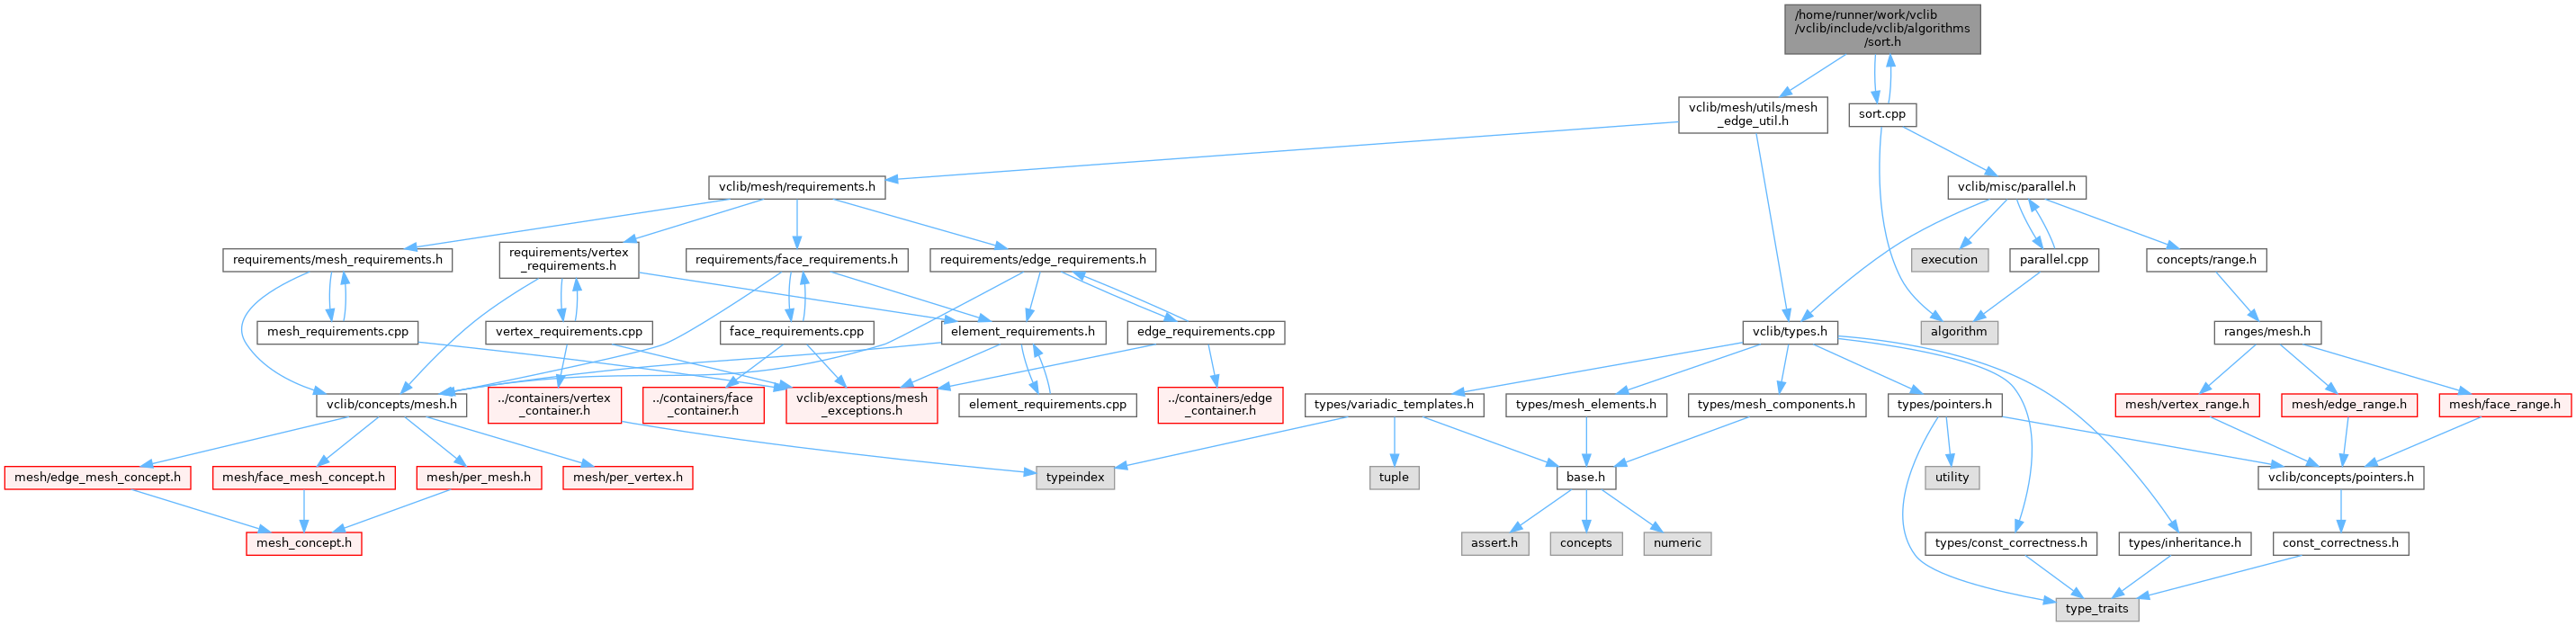 /home/runner/work/vclib
/vclib/include/vclib/algorithms
/sort.h
vclib/mesh/utils/mesh
_edge_util.h
sort.cpp
vclib/mesh/requirements.h
vclib/misc/parallel.h
requirements/mesh_requirements.h
requirements/vertex
_requirements.h
requirements/face_requirements.h
requirements/edge_requirements.h
execution
parallel.cpp
concepts/range.h
mesh_requirements.cpp
vertex_requirements.cpp
face_requirements.cpp
element_requirements.h
edge_requirements.cpp
vclib/types.h
algorithm
ranges/mesh.h
vclib/concepts/mesh.h
../containers/vertex
_container.h
../containers/face
_container.h
vclib/exceptions/mesh
_exceptions.h
element_requirements.cpp
../containers/edge
_container.h
types/variadic_templates.h
types/mesh_elements.h
types/mesh_components.h
types/pointers.h
mesh/vertex_range.h
mesh/edge_range.h
mesh/face_range.h
mesh/edge_mesh_concept.h
mesh/face_mesh_concept.h
mesh/per_mesh.h
mesh/per_vertex.h
typeindex
tuple
base.h
utility
vclib/concepts/pointers.h
mesh_concept.h
assert.h
concepts
numeric
types/const_correctness.h
types/inheritance.h
const_correctness.h
type_traits